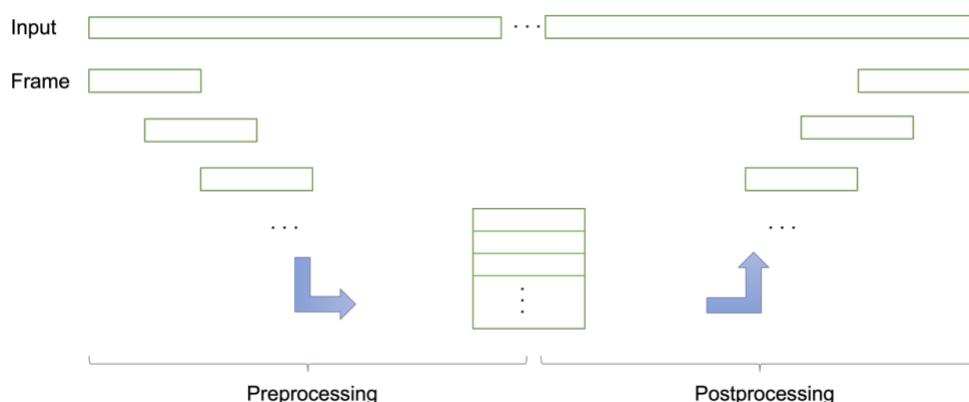 Input
. . .
Frame
. . .
. . .
Preprocessing
Postprocessing